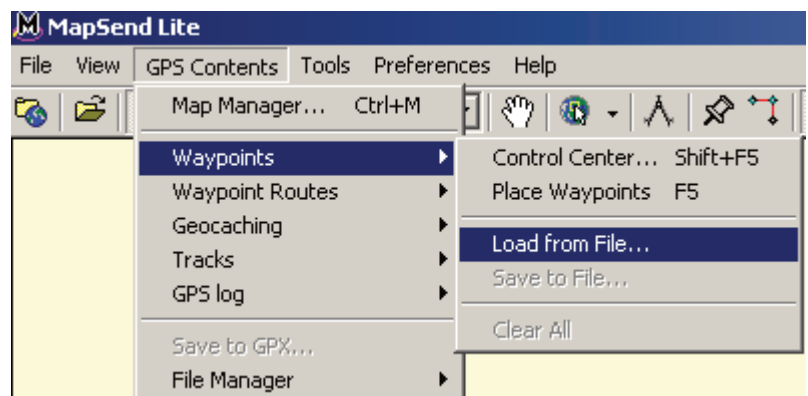 MapSend Lite
File View GPS Contents Tools Preferences Help
Map Manager... Ctrl+M
Waypoints
Waypoint Routes
Geocaching
Tracks
GPS log
Save to GPX...
File Manager
Control Center... Shift+F5
Place Waypoints F5
Load from File...
Save to File...
Clear All